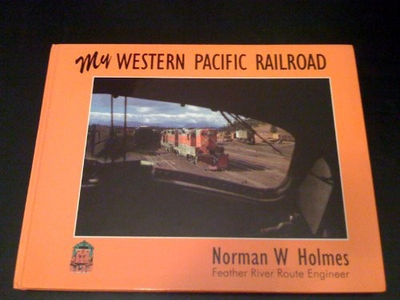 My WESTERN PACIFIC RAILROAD
Norman W Holmes
Feather River Route Engineer